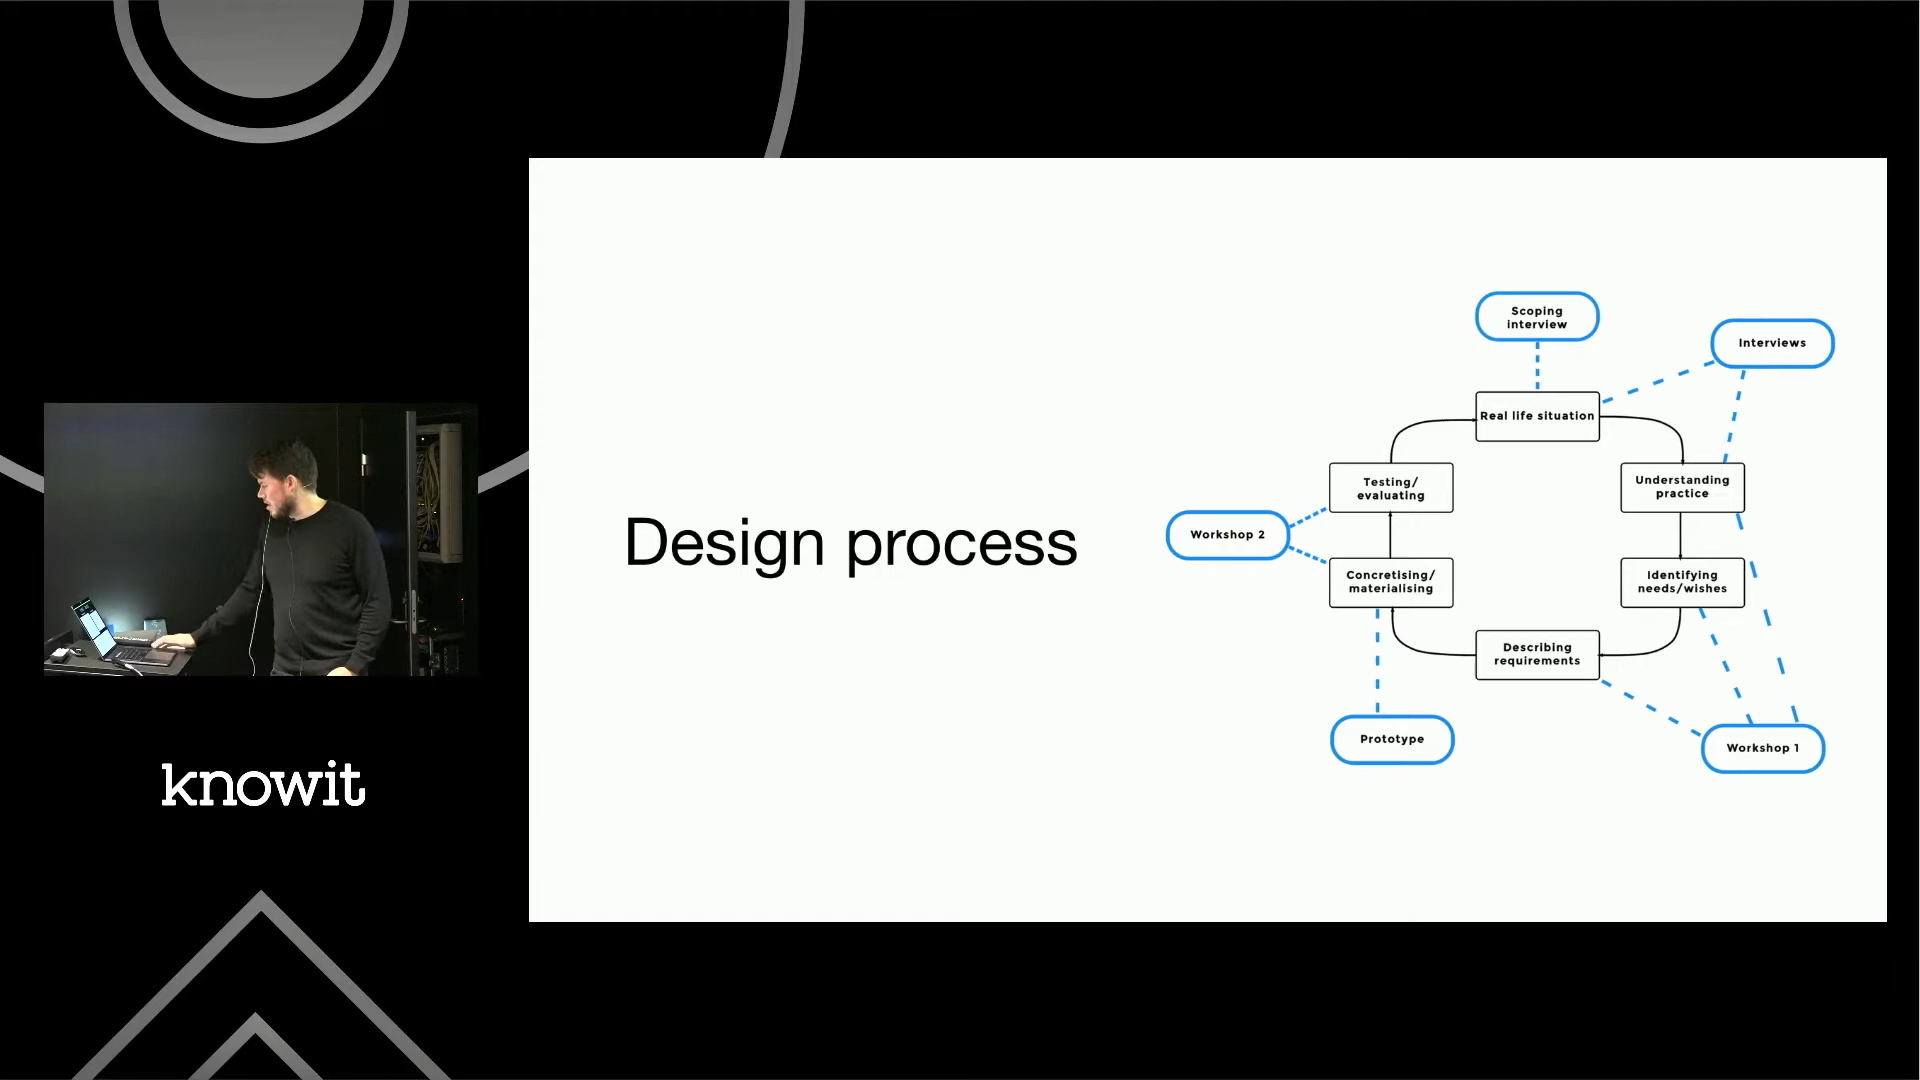 Design process
Scoping
interview
Interviews
Real life situation
Testing/
evaluating
Understanding
practice
Workshop 2
Concretising/
materialising
Identifying
needs/wishes
Describing
requirements
Prototype
Workshop 1
knowit